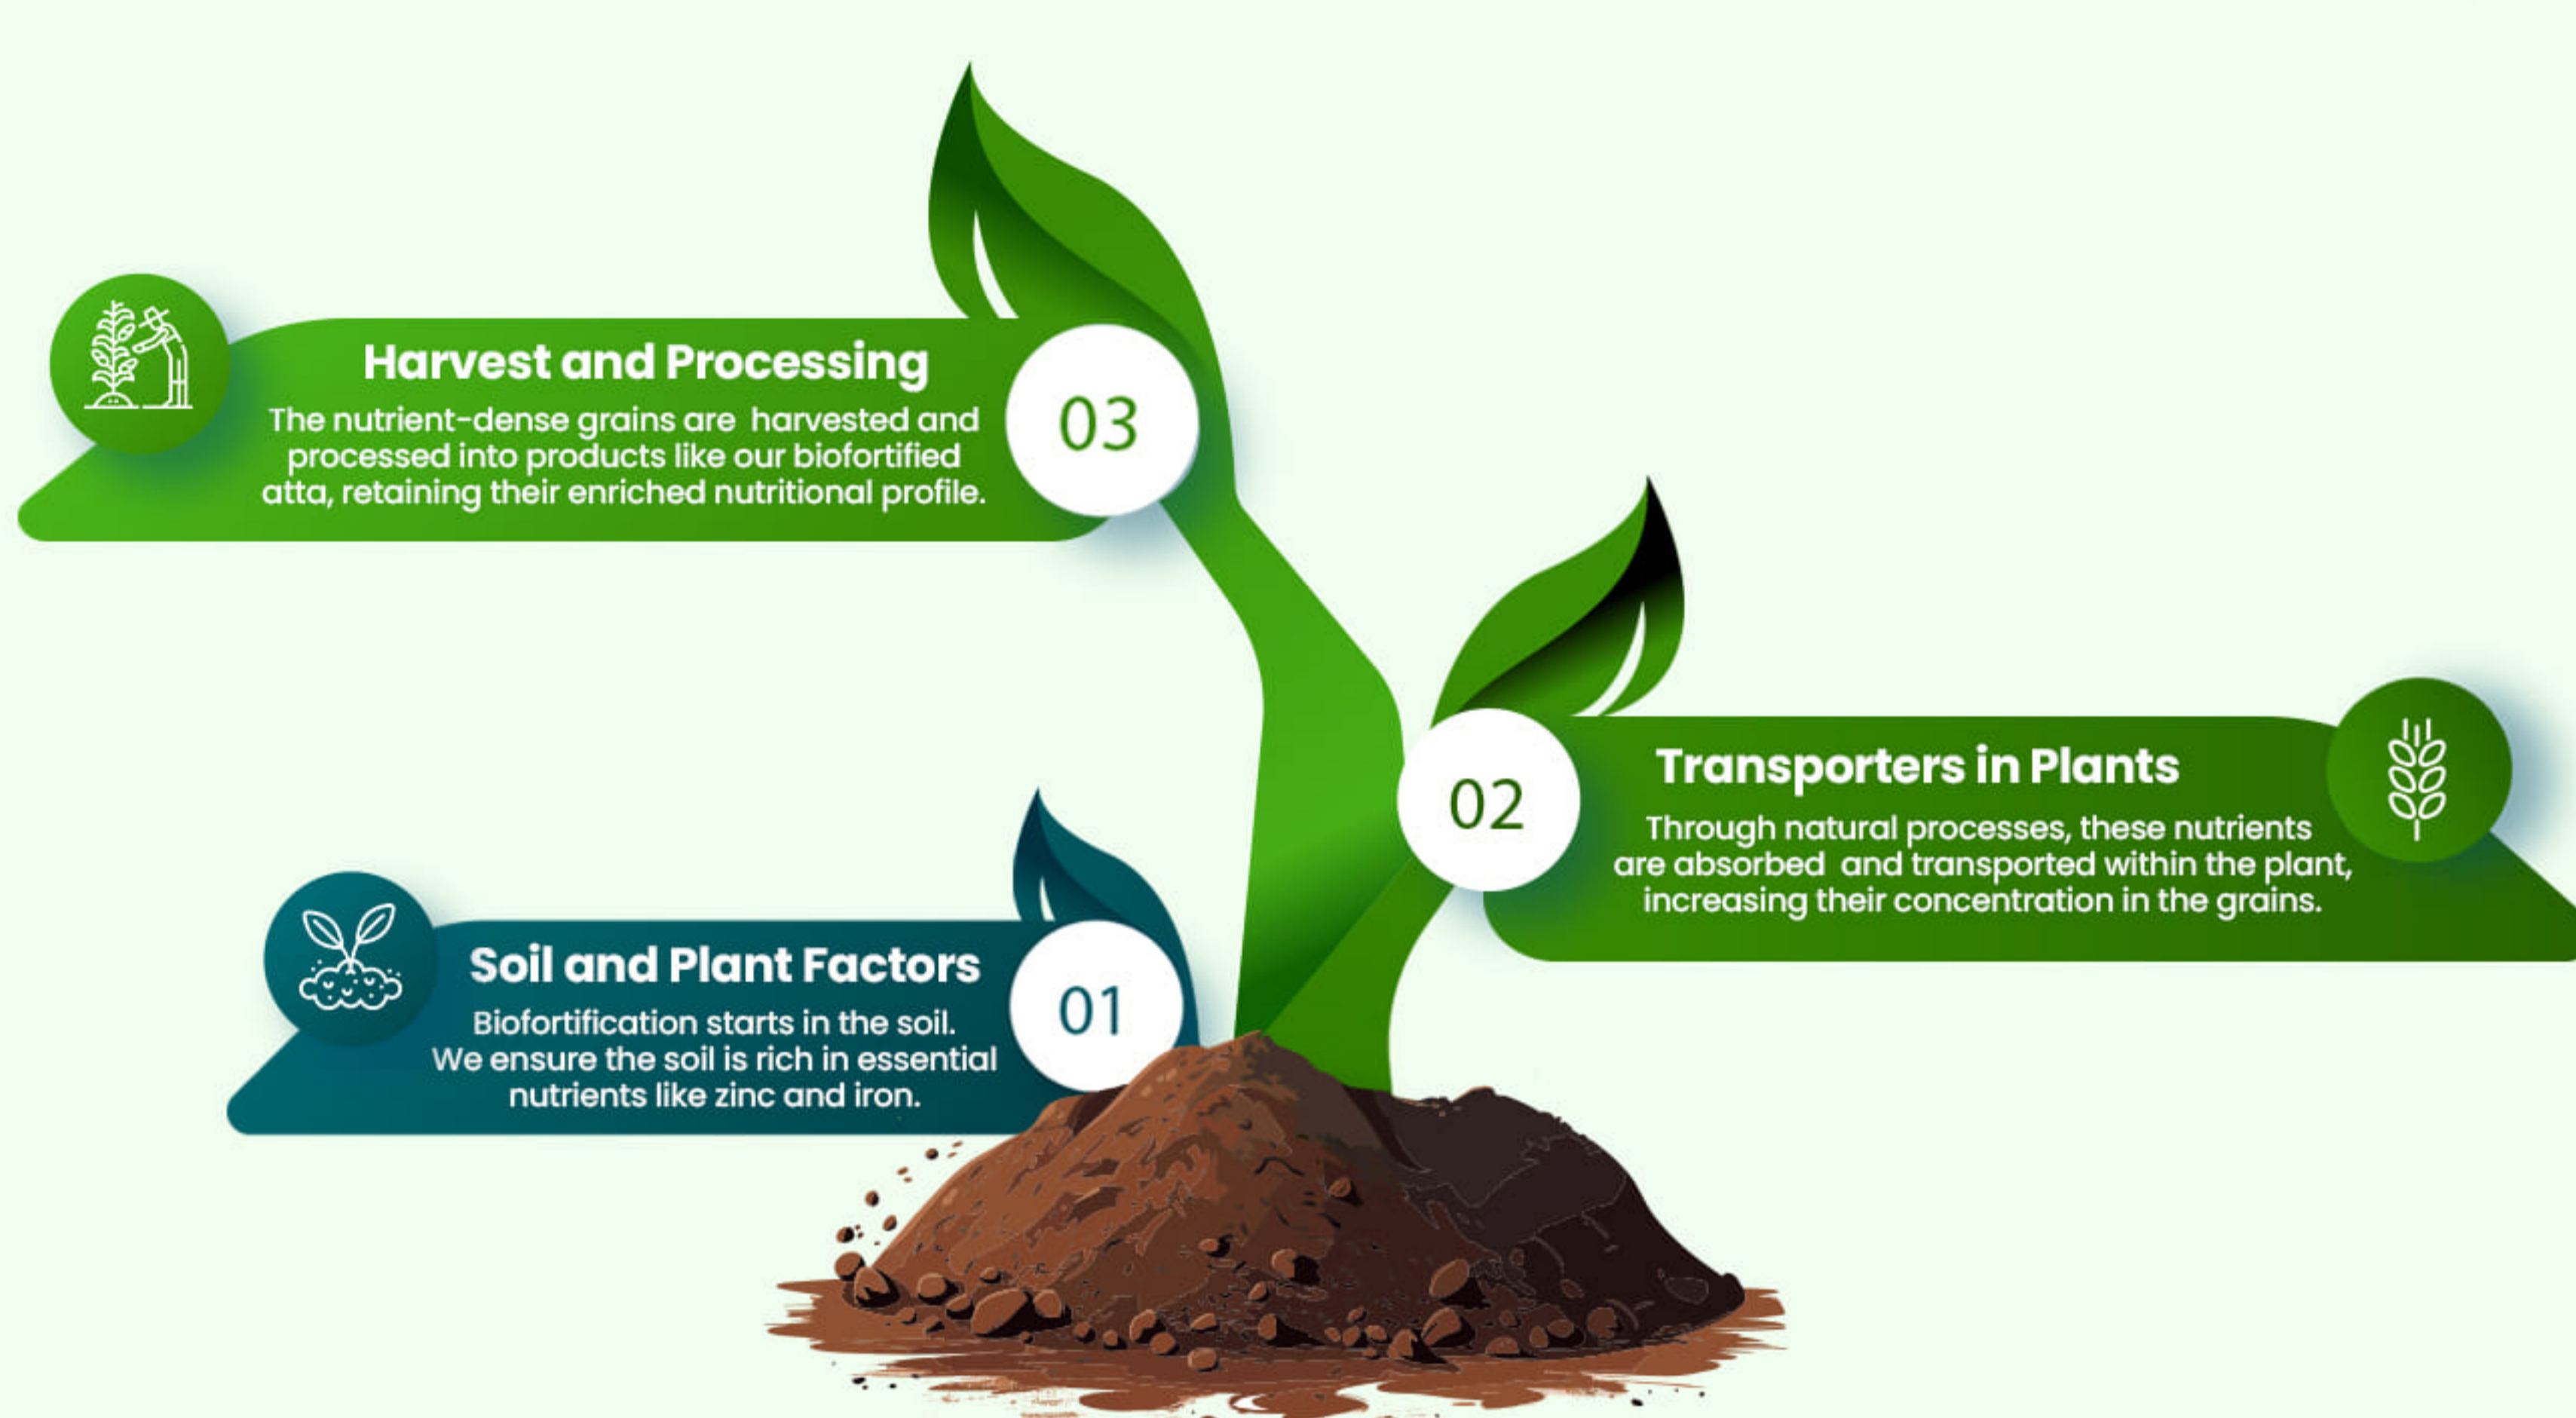 Harvest and Processing
The nutrient-dense grains are harvested and
processed into products like our biofortified
atta, retaining their enriched nutritional profile.
03
02
Transporters in Plants
Through natural processes, these nutrients
are absorbed and transported within the plant,
increasing their concentration in the grains.
Soil and Plant Factors
Biofortification starts in the soil.
We ensure the soil is rich in essential
nutrients like zinc and iron.
01